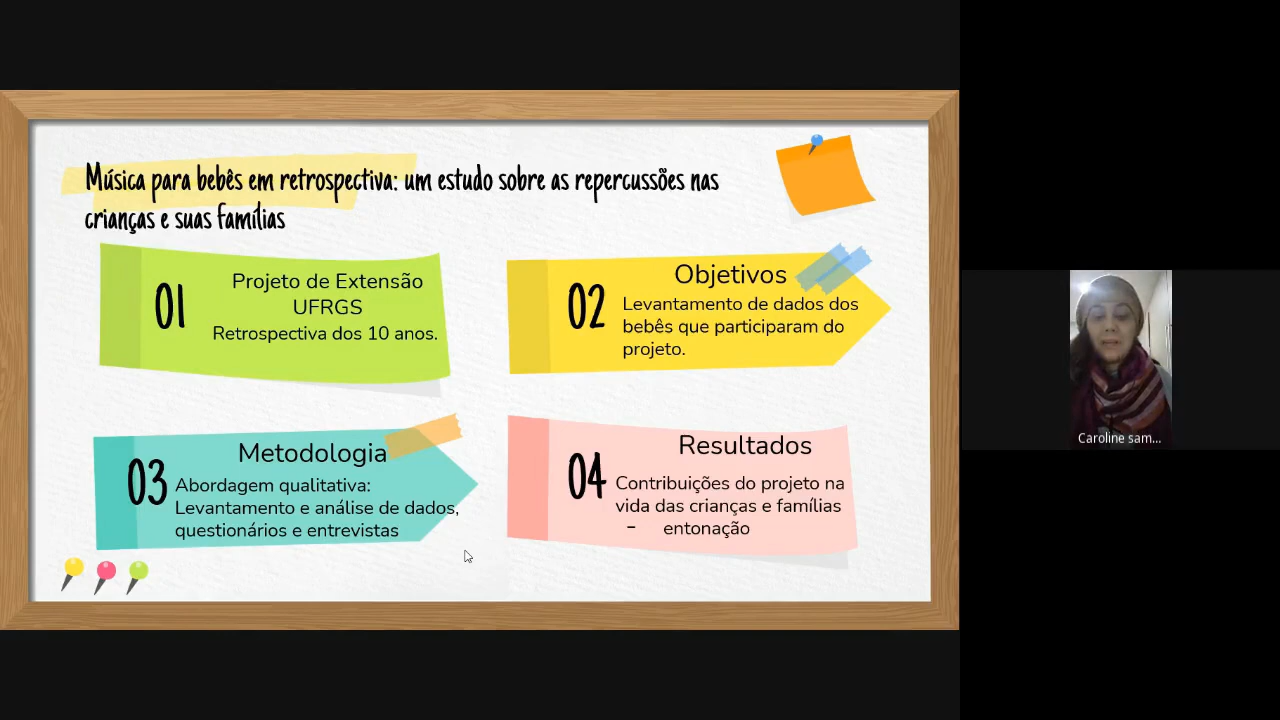 Música para bebês em retrospectiva: um estudo sobre as repercussões nas
crianças e suas famílias
01
Projeto de Extensão
UFRGS
Retrospectiva dos 10 anos.
02
Objetivos
Levantamento de dados dos
bebês que participaram do
projeto.
03
Metodologia
Abordagem qualitativa:
Levantamento e análise de dados,
questionários e entrevistas
04
Resultados
Contribuições do projeto na
vida das crianças e famílias
- entonação
Caroline sam...